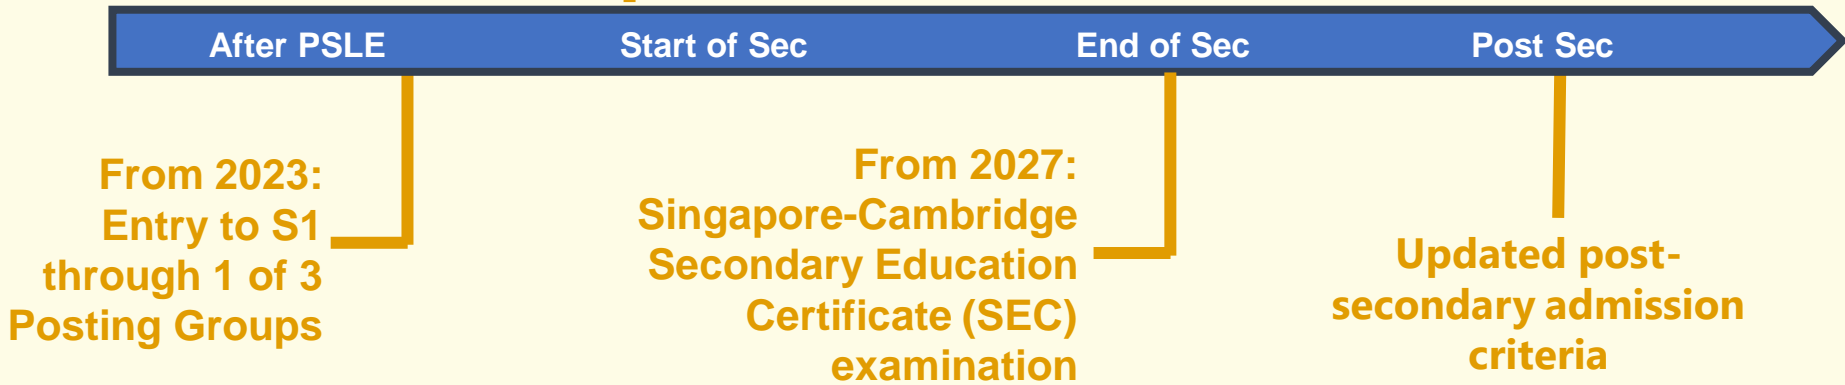 After PSLE
Start of Sec
End of Sec
Post Sec
From 2023:
Entry to S1
through 1 of 3
Posting Groups
From 2027:
Singapore-Cambridge
Secondary Education
Certificate (SEC)
examination
Updated post-
secondary admission
criteria